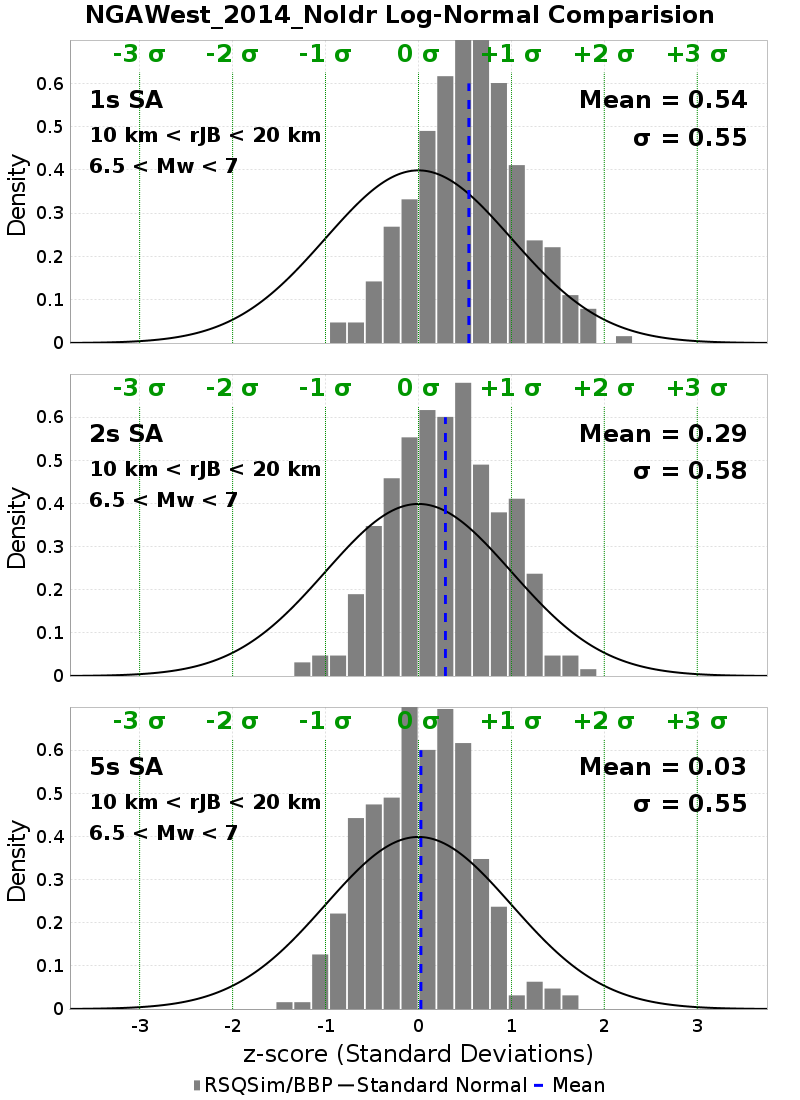 NGAWest_2014_NoIdr Log-Normal Comparision
-3 σ -2 σ -1 σ 0 σ +1 σ +2 σ +3 σ
1s SA
10 km < rJB < 20 km
6.5 < Mw < 7
Mean = 0.54
σ = 0.55
Density
0.6
0.5
0.4
0.3
0.2
0.1
0
-3 σ -2 σ -1 σ 0 σ +1 σ +2 σ +3 σ
2s SA
10 km < rJB < 20 km
6.5 < Mw < 7
Mean = 0.29
σ = 0.58
Density
0.6
0.5
0.4
0.3
0.2
0.1
0
-3 σ -2 σ -1 σ 0 σ +1 σ +2 σ +3 σ
5s SA
10 km < rJB < 20 km
6.5 < Mw < 7
Mean = 0.03
σ = 0.55
Density
0.6
0.5
0.4
0.3
0.2
0.1
0
-3 -2 -1 0 1 2 3
z-score (Standard Deviations)
RSQSim/BBP Standard Normal Mean